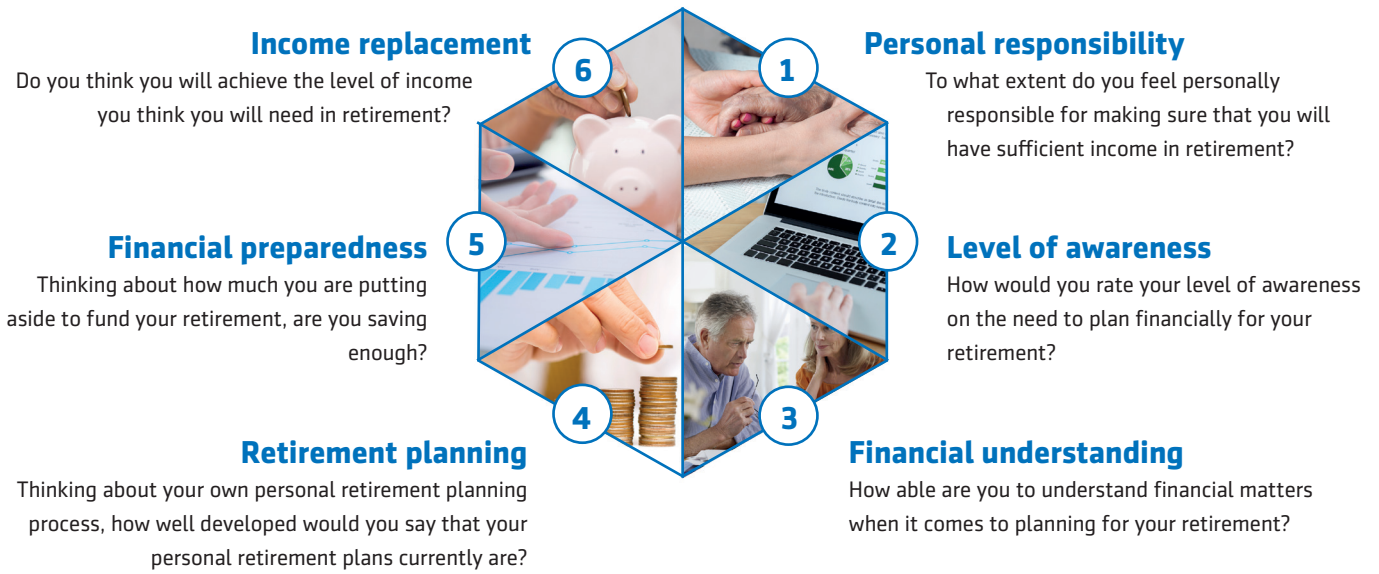 Personal responsibility
To what extent do you feel personally
responsible for making sure that you will
have sufficient income in retirement?
1
Level of awareness
How would you rate your level of awareness
on the need to plan financially for your
retirement?
2
Financial understanding
How able are you to understand financial matters
when it comes to planning for your retirement?
3
Retirement planning
Thinking about your own personal retirement planning
process, how well developed would you say that your
personal retirement plans currently are?
4
Financial preparedness
Thinking about how much you are putting
aside to fund your retirement, are you saving
enough?
5
Income replacement
Do you think you will achieve the level of income
you think you will need in retirement?
6